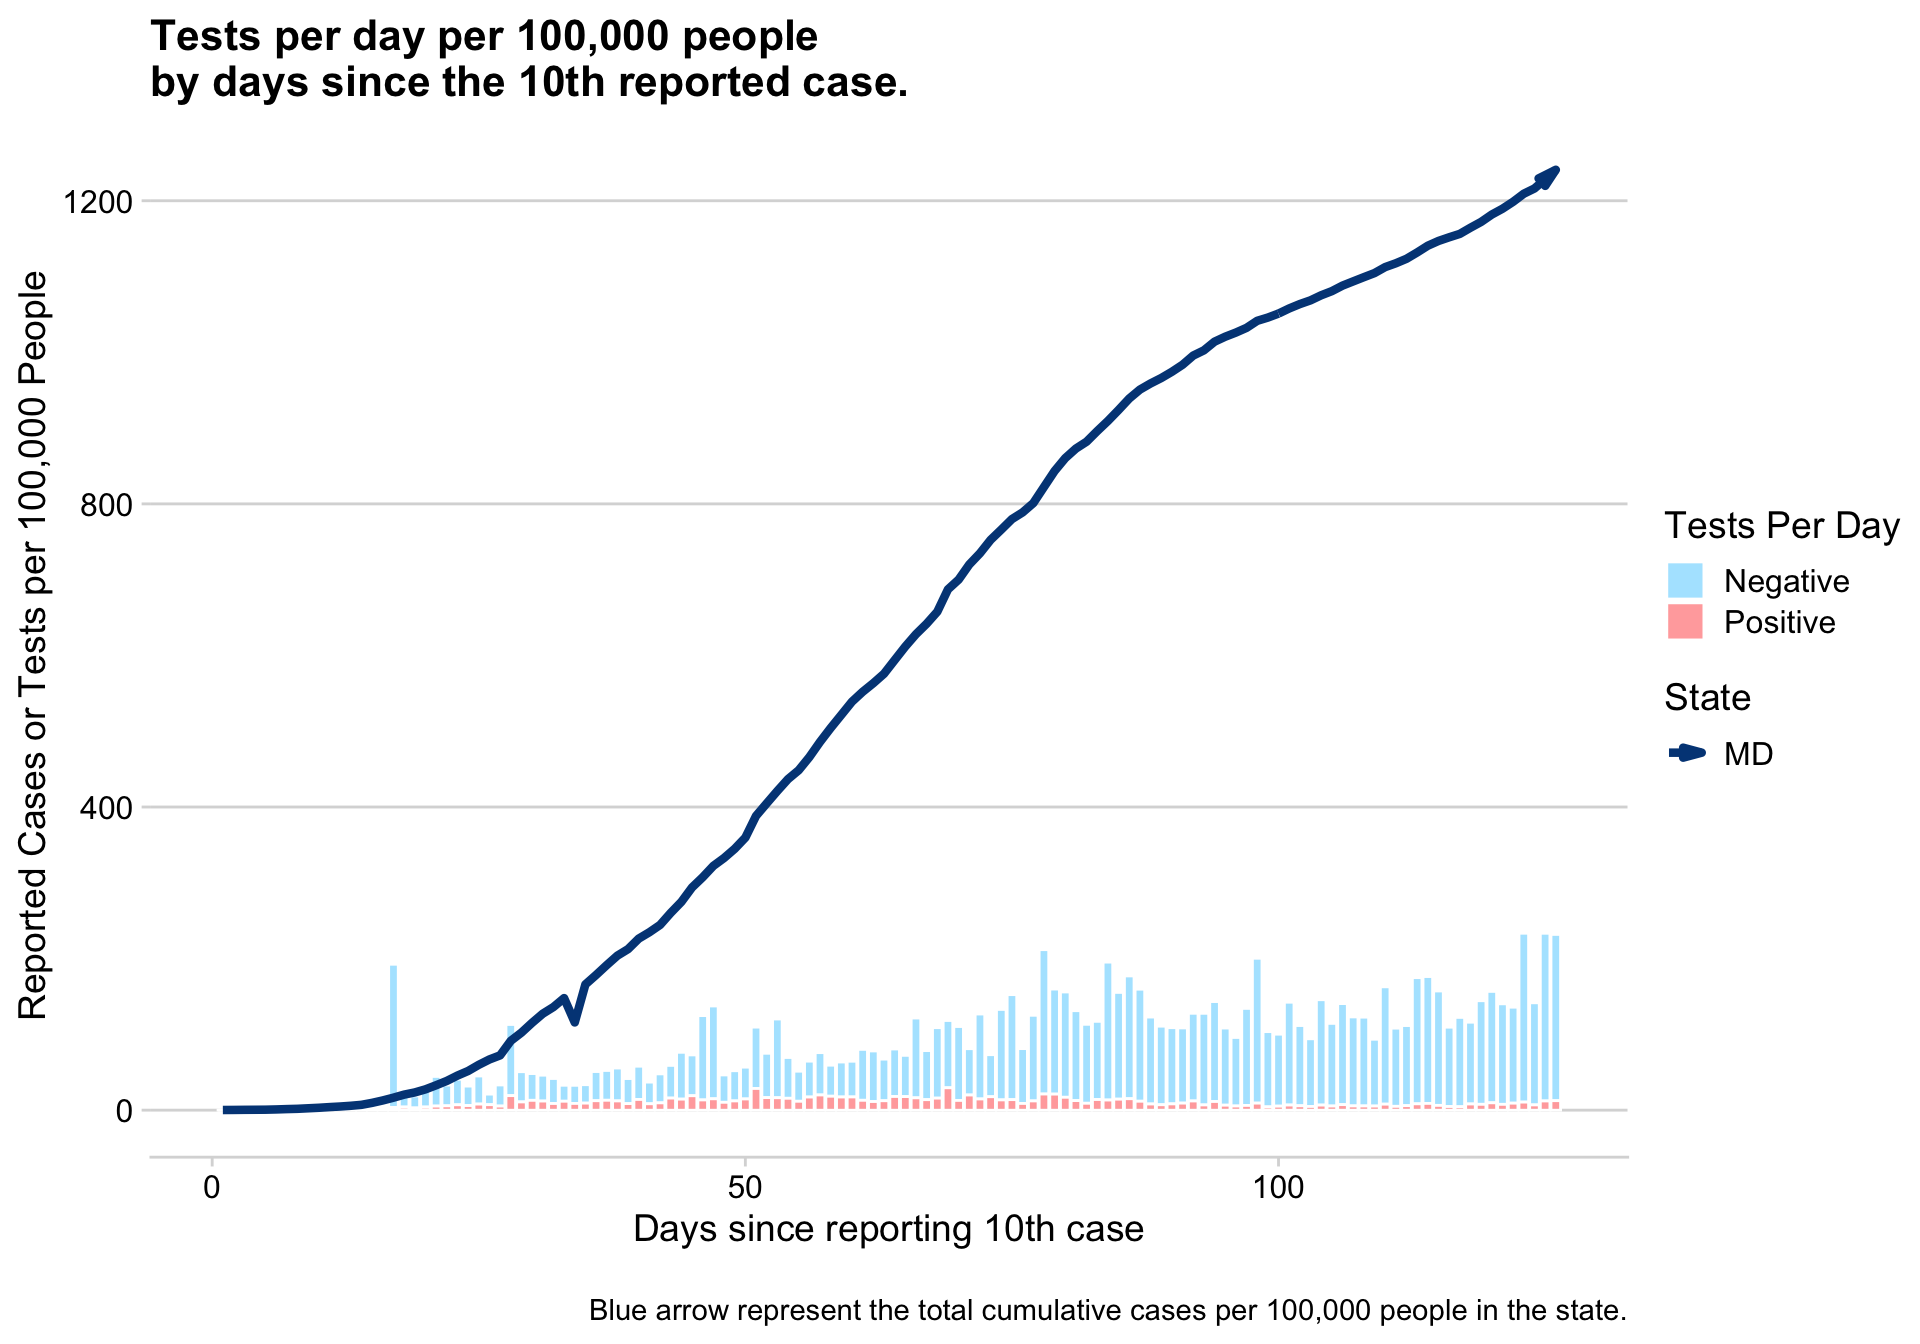 Tests per day per 100,000 people
by days since the 10th reported case.
Reported Cases or Tests per 100,000 People
1200
800
400
0
0
50
100
Days since reporting 10th case
Tests Per Day
Negative
Positive
State
MD
Blue arrow represent the total cumulative cases per 100,000 people in the state.